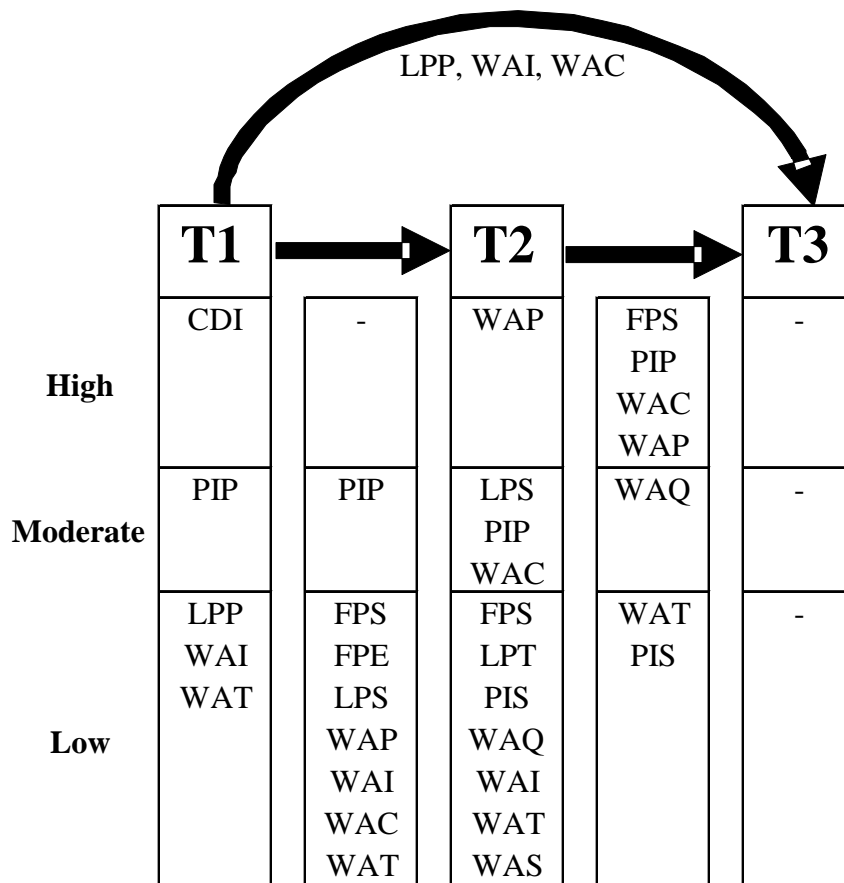 LPP, WAI, WAC
T1 T2 T3
High CDI - WAP FPS -
PIP
WAC
WAP
Moderate PIP PIP LPS WAQ -
PIP
WAC
Low LPP FPS FPS WAT -
WAI FPE LPT PIS
WAT LPS PIS
WAP WAQ
WAI WAI
WAC WAT
WAT WAS